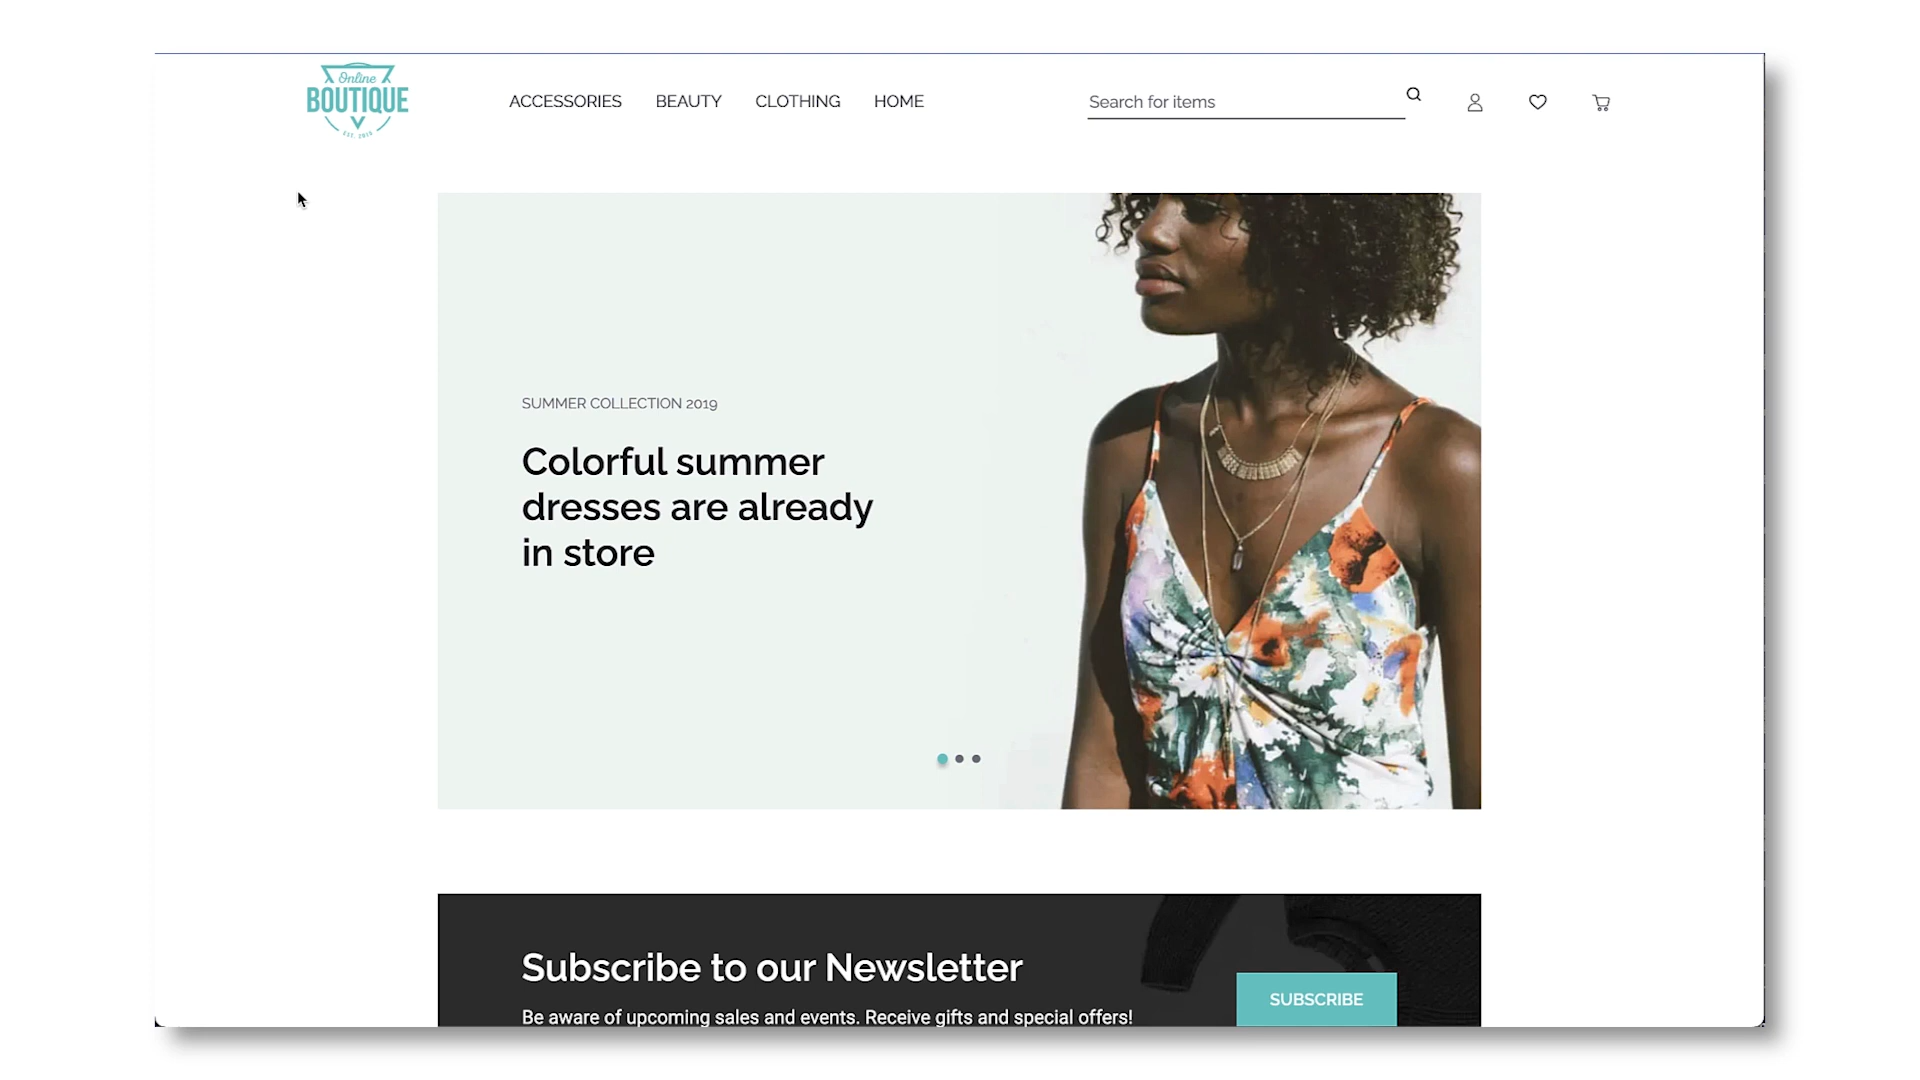 Online
BOUTIQUE
EST. 2019
ACCESSORIES
BEAUTY
CLOTHING
HOME
Search for items
SUMMER COLLECTION 2019
Colorful summer
dresses are already
in store
Subscribe to our Newsletter
Be aware of upcoming sales and events. Receive gifts and special offers!
SUBSCRIBE